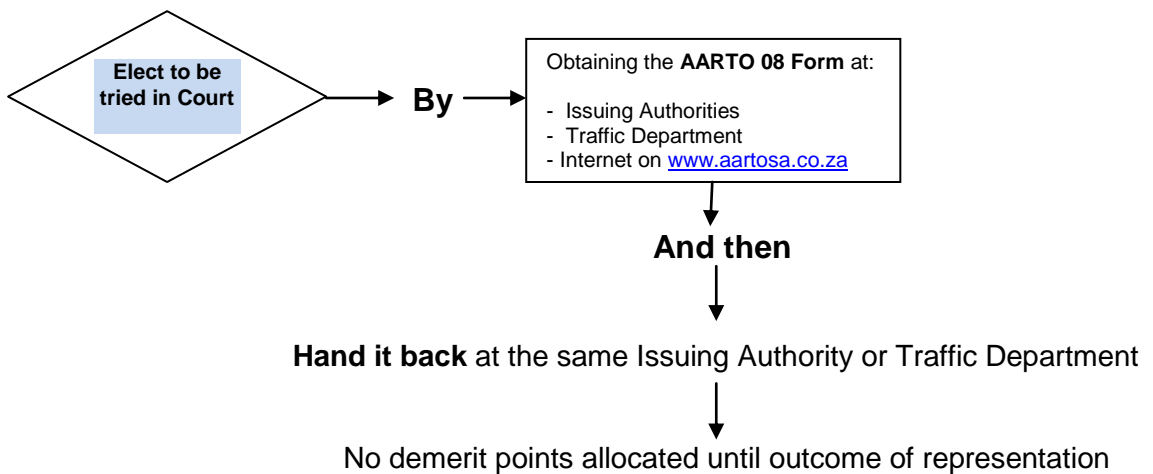 Elect to be
tried in Court
By
Obtaining the AARTO 08 Form at:
- Issuing Authorities
- Traffic Department
- Internet on www.aartosa.co.za
And then
Hand it back at the same Issuing Authority or Traffic Department
No demerit points allocated until outcome of representation